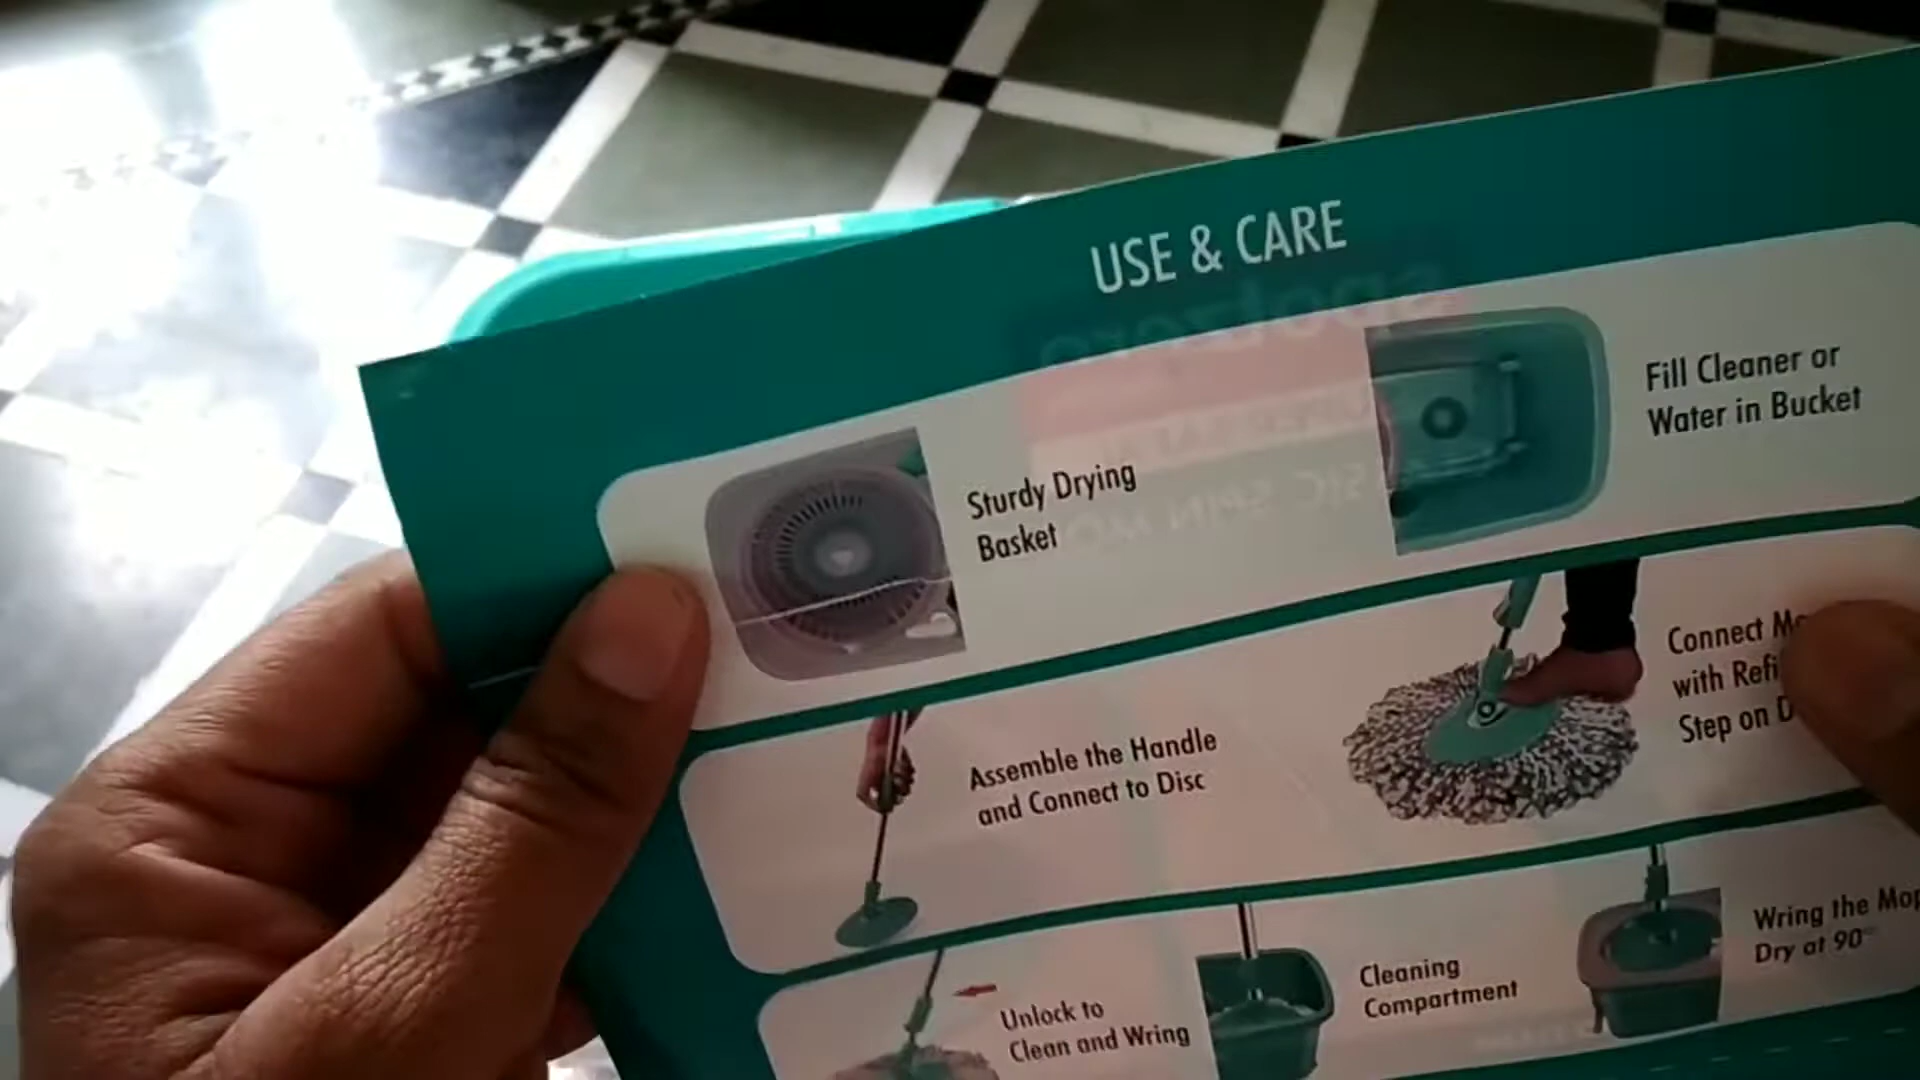 USE & CARE
Sturdy Drying
Basket
Fill Cleaner or
Water in Bucket
Assemble the Handle
and Connect to Disc
Connect
with
Step on
Unlock to
Clean and Wring
Cleaning
Compartment
Wring the Mop
Dry at 90°